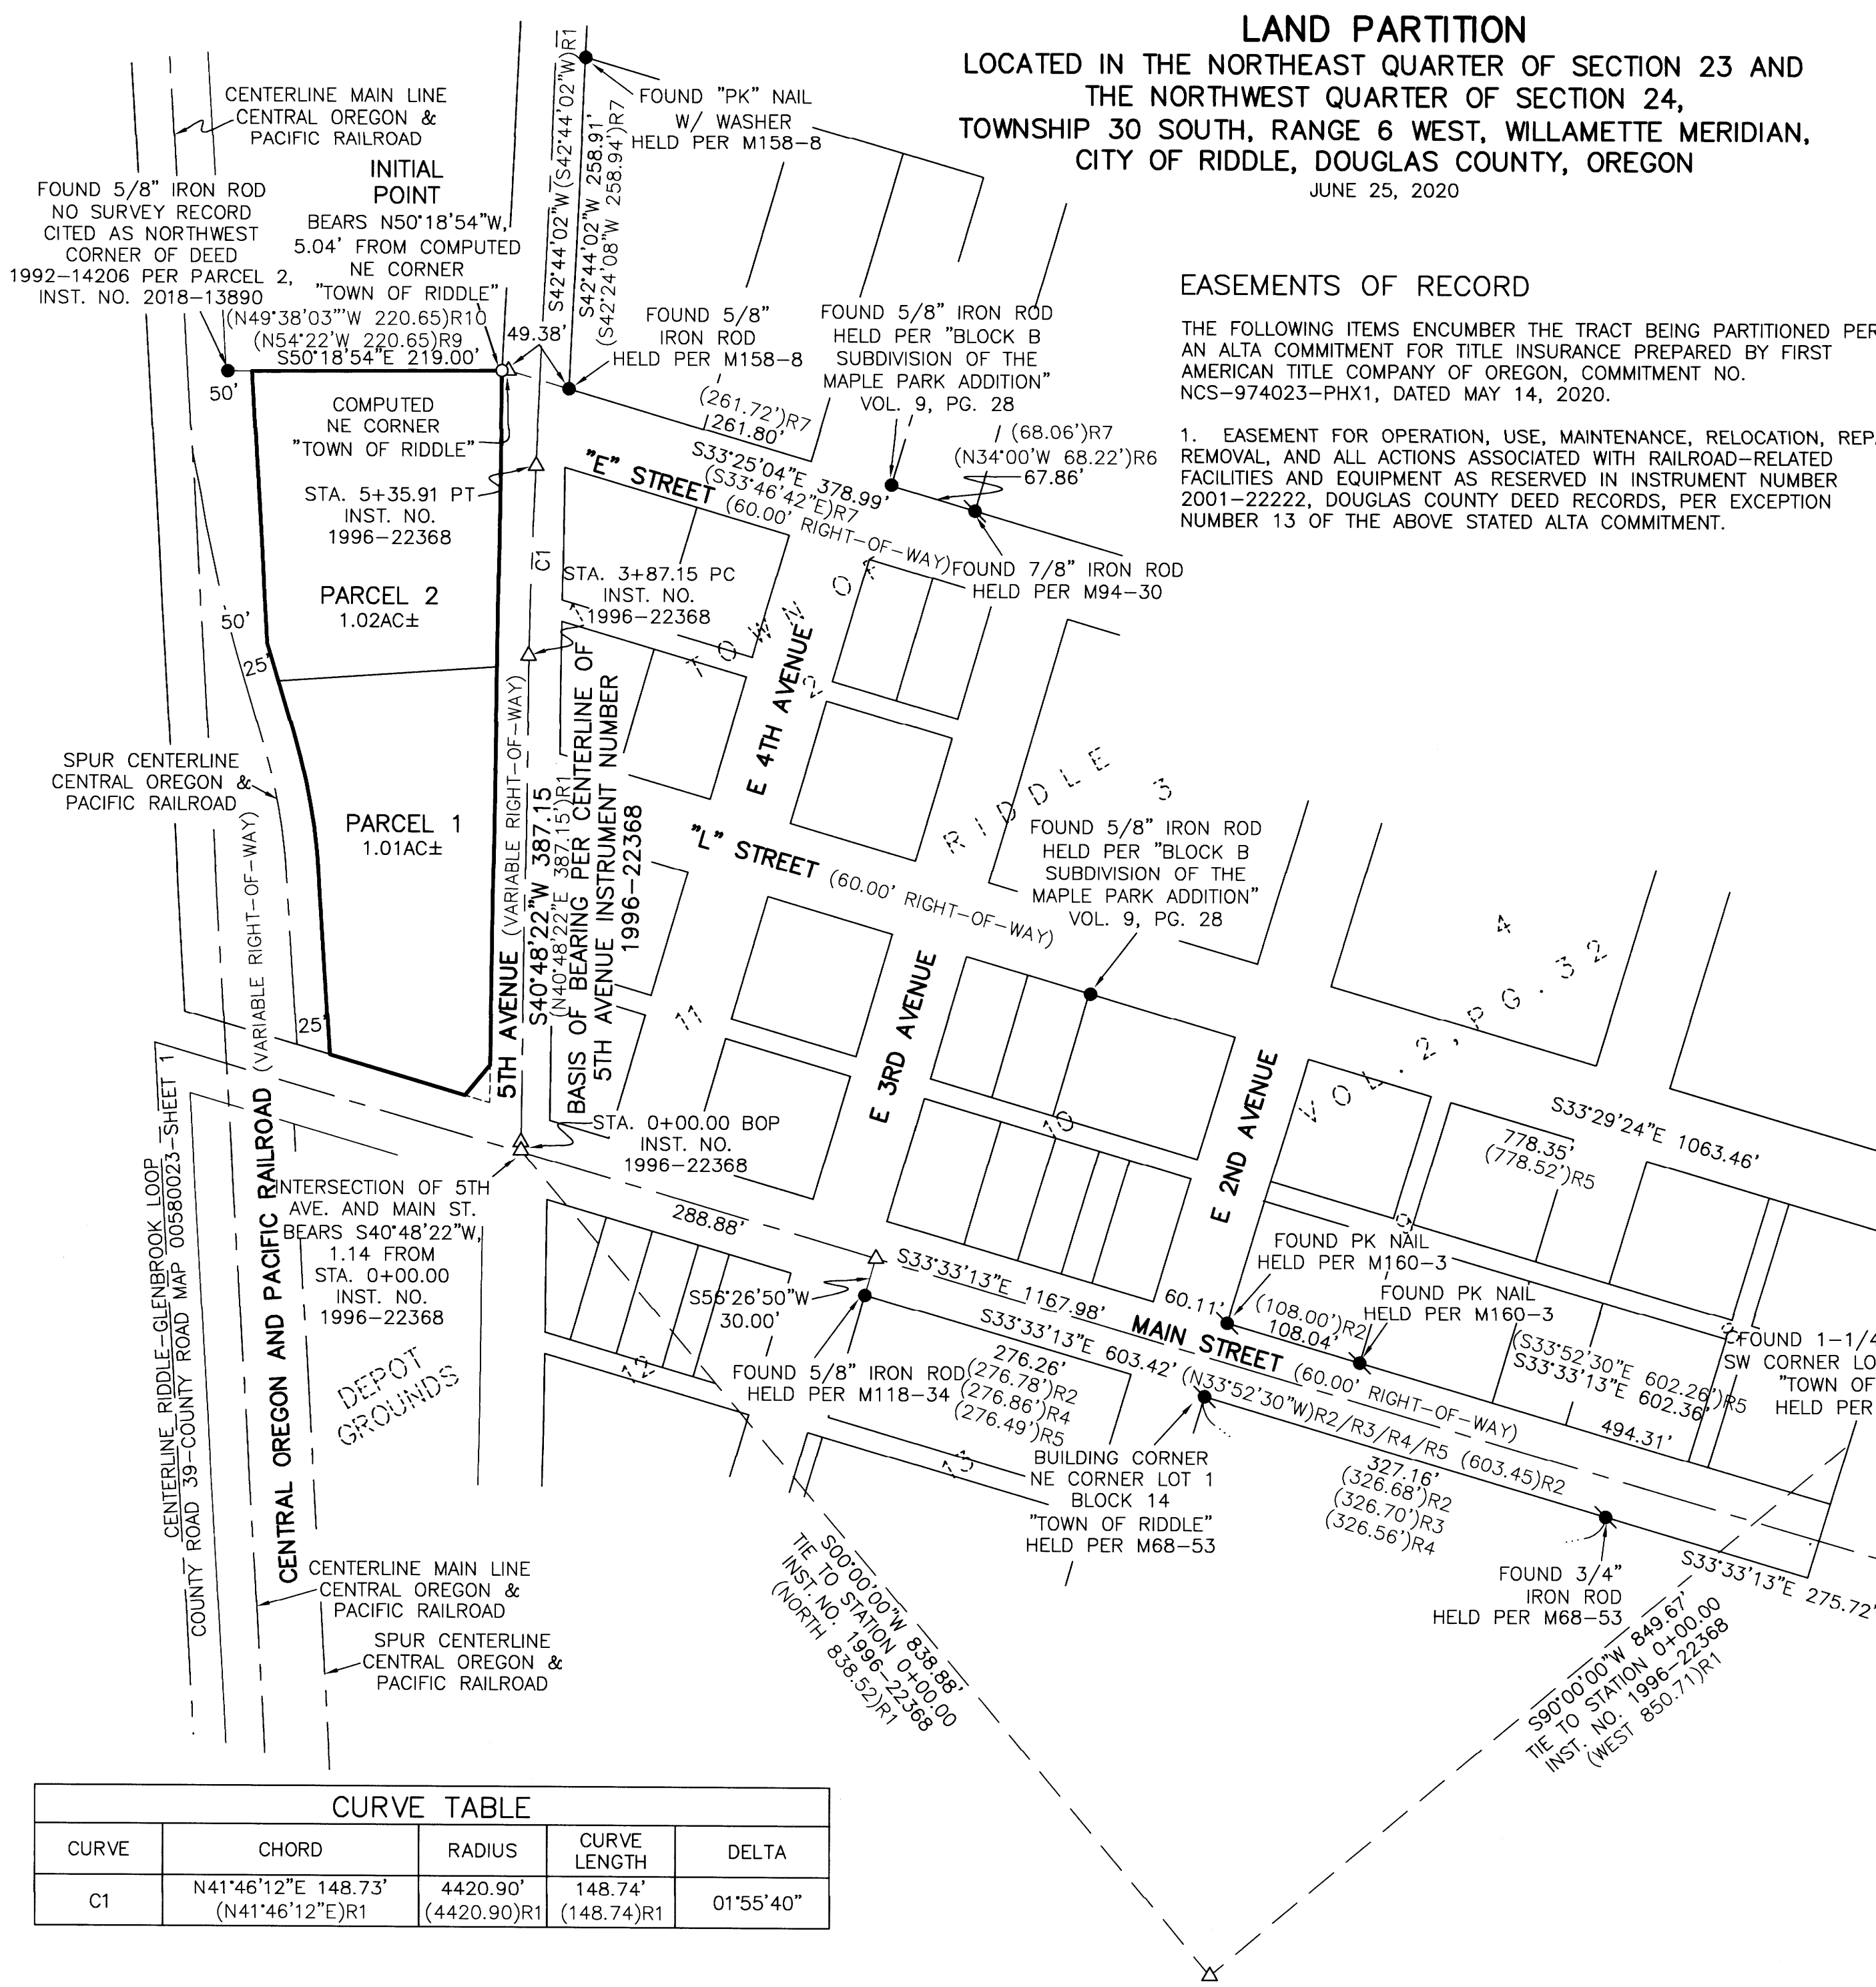 LAND PARTITION
LOCATED IN THE NORTHEAST QUARTER OF SECTION 23 AND
THE NORTHWEST QUARTER OF SECTION 24,
TOWNSHIP 30 SOUTH, RANGE 6 WEST, WILLAMETTE MERIDIAN,
CITY OF RIDDLE, DOUGLAS COUNTY, OREGON
JUNE 25, 2020
CENTERLINE MAIN LINE
CENTRAL OREGON &
PACIFIC RAILROAD
FOUND "PK" NAIL
W/ WASHER
HELD PER M158-8
S42°44'02"W (S42°44'02"W)R1
S42°44'02"W 258.91'
(S42°24'08"W 258.94')R7
FOUND 5/8" IRON ROD
NO SURVEY RECORD
CITED AS NORTHWEST
CORNER OF DEED
1992-14206 PER PARCEL 2,
INST. NO. 2018-13890
INITIAL
POINT
BEARS N50°18'54"W,
5.04' FROM COMPUTED
NE CORNER
"TOWN OF RIDDLE"
(N49°38'03"'W 220.65)R10
(N54°22'W 220.65)R9
S50°18'54"E 219.00'
49.38'
FOUND 5/8"
IRON ROD
HELD PER M158-8
FOUND 5/8" IRON ROD
HELD PER "BLOCK B
SUBDIVISION OF THE
MAPLE PARK ADDITION"
VOL. 9, PG. 28
EASEMENTS OF RECORD
THE FOLLOWING ITEMS ENCUMBER THE TRACT BEING PARTITIONED PER
AN ALTA COMMITMENT FOR TITLE INSURANCE PREPARED BY FIRST
AMERICAN TITLE COMPANY OF OREGON, COMMITMENT NO.
NCS-974023-PHX1, DATED MAY 14, 2020.
1. EASEMENT FOR OPERATION, USE, MAINTENANCE, RELOCATION, REP
REMOVAL, AND ALL ACTIONS ASSOCIATED WITH RAILROAD-RELATED
FACILITIES AND EQUIPMENT AS RESERVED IN INSTRUMENT NUMBER
2001-22222, DOUGLAS COUNTY DEED RECORDS, PER EXCEPTION
NUMBER 13 OF THE ABOVE STATED ALTA COMMITMENT.
50'
COMPUTED
NE CORNER
"TOWN OF RIDDLE"
STA. 5+35.91 PT
INST. NO.
1996-22368
PARCEL 2
1.02AC±
50'
25'
(261.72')R7
261.80'
S33°25'04"E 378.99'
(S33°46'42"E)R7
"E" STREET (60.00' RIGHT-OF-WAY)
(68.06')R7
(N34°00'W 68.22')R6
67.86'
FOUND 7/8" IRON ROD
HELD PER M94-30
C1
STA. 3+87.15 PC
INST. NO.
1996-22368
TOWN OF
2
E 4TH AVENUE
SPUR CENTERLINE
CENTRAL OREGON &
PACIFIC RAILROAD
PARCEL 1
1.01AC±
25'
5TH AVENUE (VARIABLE RIGHT-OF-WAY)
S40°48'22"W 387.15
(N40°48'22"E 387.15')R1
BASIS OF BEARING PER CENTERLINE OF
5TH AVENUE INSTRUMENT NUMBER
1996-22368
"L" STREET (60.00' RIGHT-OF-WAY)
RIDDLE
3
FOUND 5/8" IRON ROD
HELD PER "BLOCK B
SUBDIVISION OF THE
MAPLE PARK ADDITION"
VOL. 9, PG. 28
4
VOL. 2, PG. 32
11
E 3RD AVENUE
10
E 2ND AVENUE
S33°29'24"E 1063.46'
778.35'
(778.52')R5
CENTRAL OREGON AND PACIFIC RAILROAD (VARIABLE RIGHT-OF-WAY)
CENTERLINE RIDDLE-GLENBROOK LOOP
COUNTY ROAD 39-COUNTY ROAD MAP 00580023-SHEET 1
STA. 0+00.00 BOP
INST. NO.
1996-22368
INTERSECTION OF 5TH
AVE. AND MAIN ST.
BEARS S40°48'22"W,
1.14 FROM
STA. 0+00.00
INST. NO.
1996-22368
DEPOT
GROUNDS
288.88'
S56°26'50"W
30.00'
S33°33'13"E 1167.98'
MAIN STREET (60.00' RIGHT-OF-WAY)
60.11'
FOUND PK NAIL
HELD PER M160-3
9
(108.00')R2
108.04'
FOUND PK NAIL
HELD PER M160-3
(S33°52'30"E 602.26')R5
S33°33'13"E 602.36'
494.31'
FOUND 1-1/4
SW CORNER LO
"TOWN OF
HELD PER
12
FOUND 5/8" IRON ROD
HELD PER M118-34
S33°33'13"E 603.42' (N33°52'30"W)R2/R3/R4/R5 (603.45)R2
276.26'
(276.78')R2
(276.86')R4
(276.49')R5
13
BUILDING CORNER
NE CORNER LOT 1
BLOCK 14
"TOWN OF RIDDLE"
HELD PER M68-53
327.16'
(326.68')R2
(326.70')R3
(326.56')R4
FOUND 3/4"
IRON ROD
HELD PER M68-53
S33°33'13"E 275.72'
CENTERLINE MAIN LINE
CENTRAL OREGON &
PACIFIC RAILROAD
SPUR CENTERLINE
CENTRAL OREGON &
PACIFIC RAILROAD
S00°00'00"W 838.88'
TIE TO STATION 0+00.00
INST. NO. 1996-22368
(NORTH 838.52)R1
S90°00'00"W 849.67'
TIE TO STATION 0+00.00
INST. NO. 1996-22368
(WEST 850.71)R1
CURVE TABLE
CURVE CHORD RADIUS CURVE LENGTH DELTA
C1 N41°46'12"E 148.73' 4420.90' 148.74' 01°55'40"
(N41°46'12"E)R1 (4420.90)R1 (148.74)R1